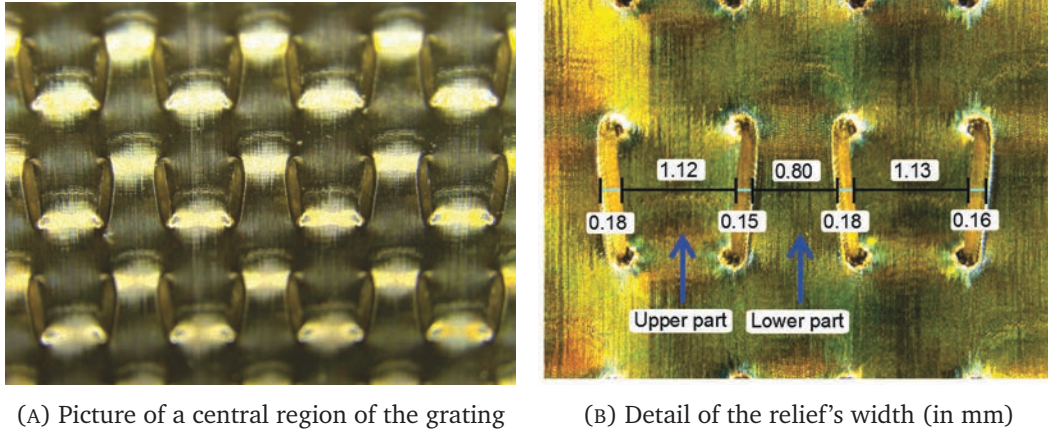 1.12
0.80
1.13
0.18
0.15
0.18
0.16
Upper part
Lower part
(A) Picture of a central region of the grating
(B) Detail of the relief's width (in mm)